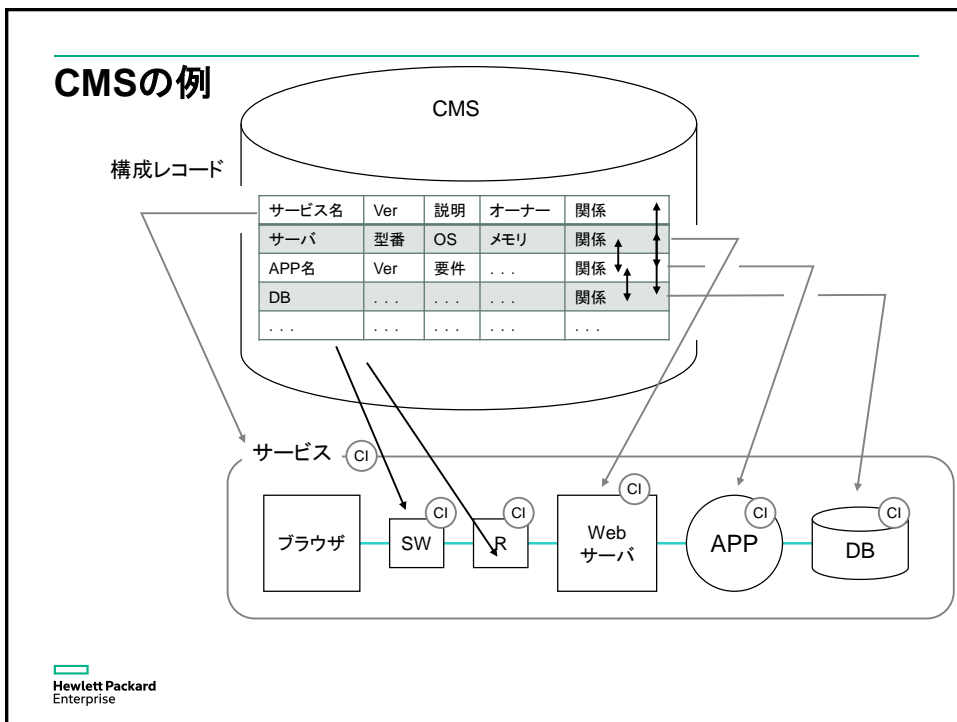 CMSの例
CMS
構成レコード
サービス名 Ver 説明 オーナー 関係
サーバ 型番 OS メモリ 関係
APP名 Ver 要件 . . . 関係
DB . . . . . . . . . 関係
. . . . . . . . . . . . . . .
サービス CI
CI CI CI CI CI
ブラウザ SW R Web
サーバ APP DB
Hewlett Packard
Enterprise